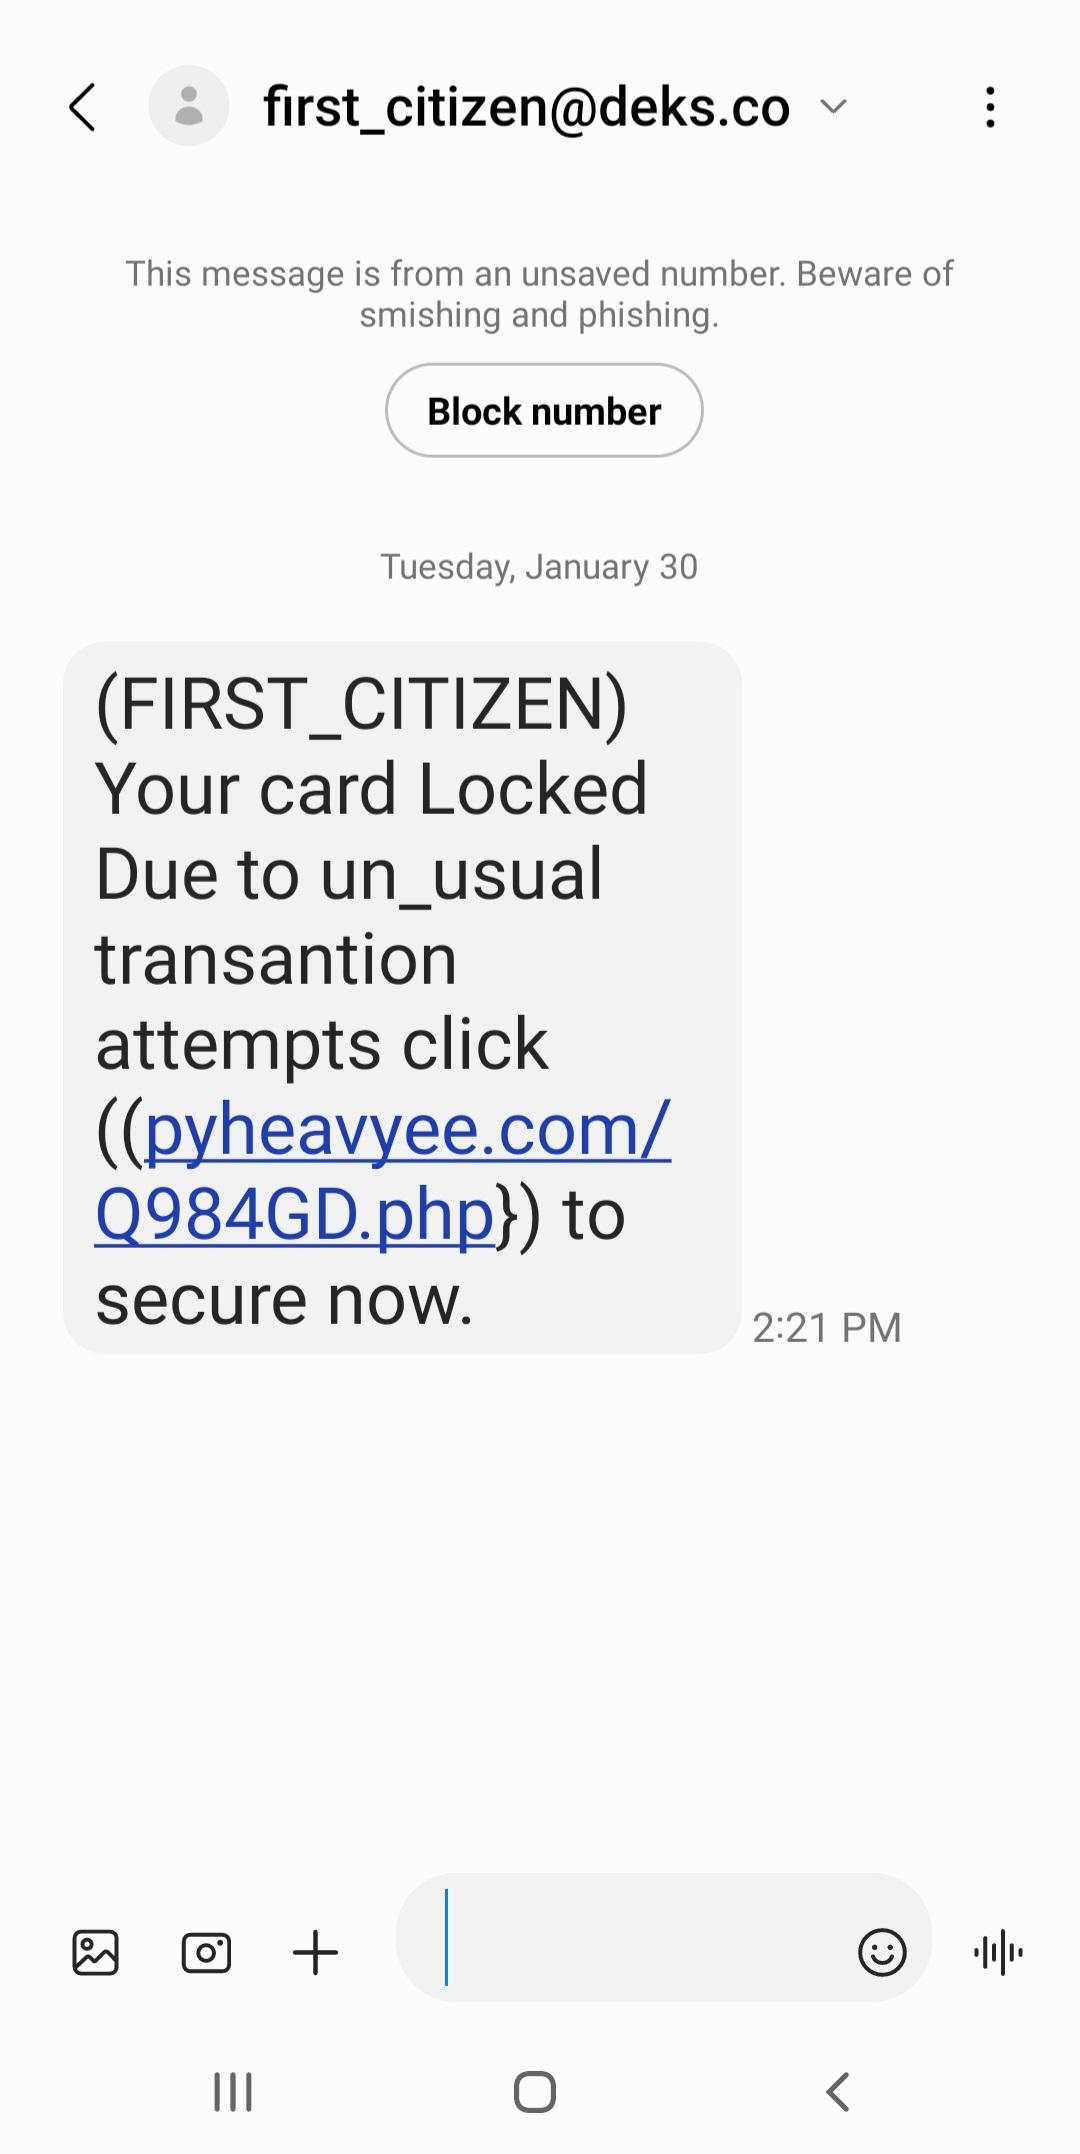 first_citizen@deks.co
This message is from an unsaved number. Beware of
smishing and phishing.
Block number
Tuesday, January 30
(FIRST_CITIZEN)
Your card Locked
Due to un_usual
transantion
attempts click
((pyheavyee.com/
Q984GD.php}) to
secure now.
2:21 PM